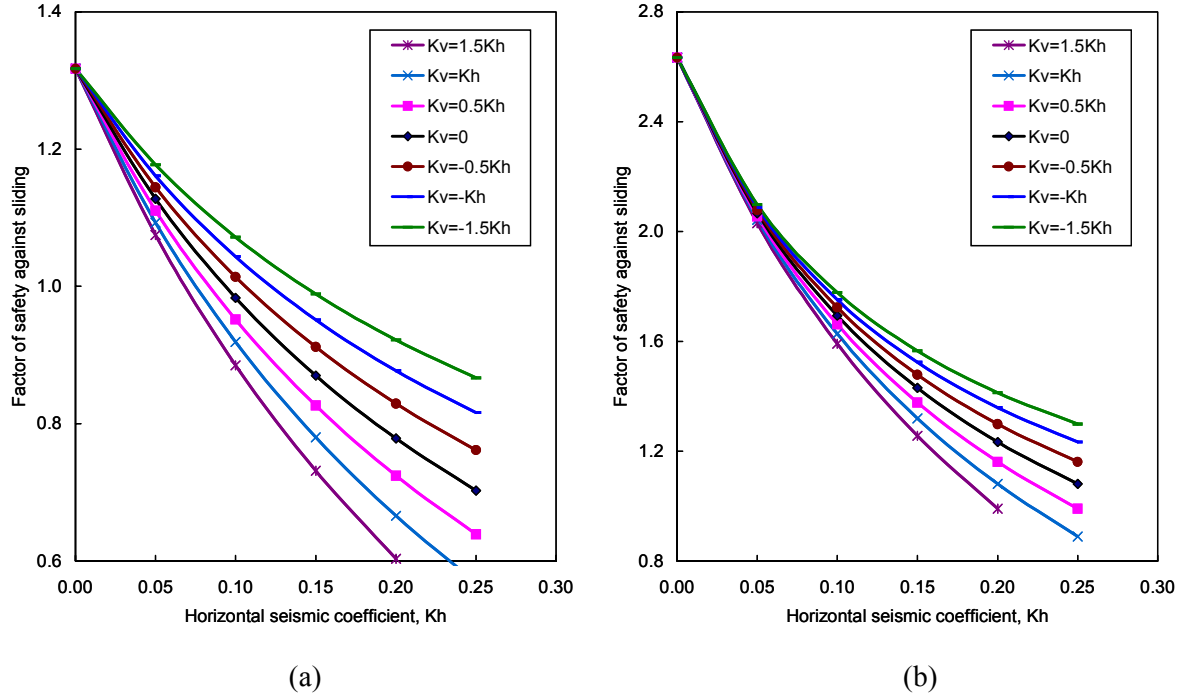 1.4
1.2
1.0
0.8
0.6
0.00 0.05 0.10 0.15 0.20 0.25 0.30
Horizontal seismic coefficient, Kh
Factor of safety against sliding
Kv=1.5Kh
Kv=Kh
Kv=0.5Kh
Kv=0
Kv=-0.5Kh
Kv=-Kh
Kv=-1.5Kh
(a)
2.8
2.4
2.0
1.6
1.2
0.8
0.00 0.05 0.10 0.15 0.20 0.25 0.30
Horizontal seismic coefficient, Kh
Factor of safety against sliding
Kv=1.5Kh
Kv=Kh
Kv=0.5Kh
Kv=0
Kv=-0.5Kh
Kv=-Kh
Kv=-1.5Kh
(b)